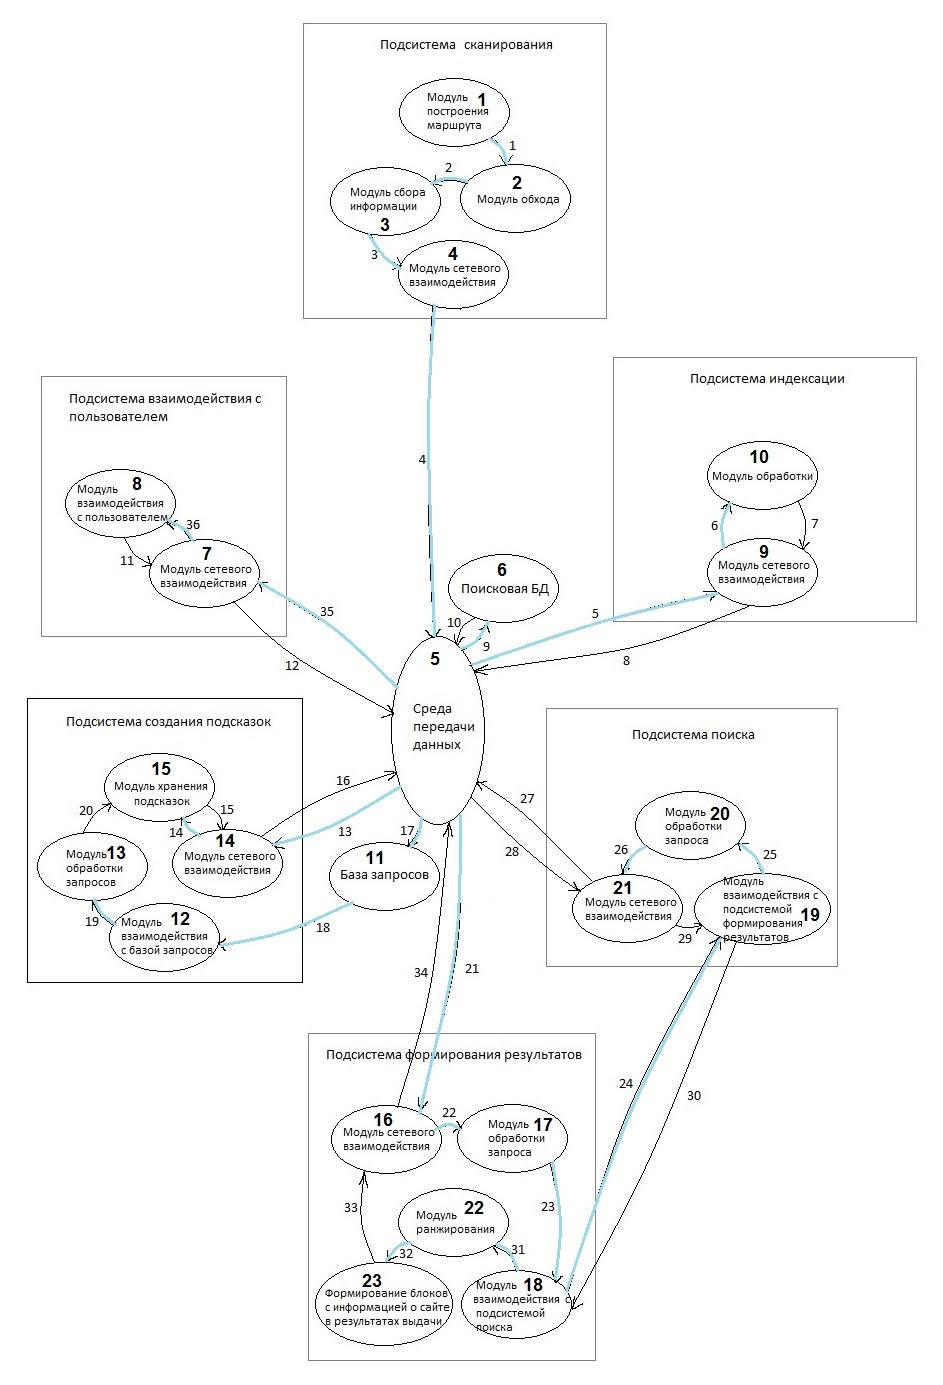 Подсистема сканирования
Модуль 1
построения
маршрута
1
2
2
Модуль обхода
Модуль сбора
информации
3
3
4
Модуль сетевого
взаимодействия
4
Подсистема взаимодействия с
пользователем
8
Модуль
взаимодействия
с пользователем
36
11
7
Модуль сетевого
взаимодействия
35
12
Подсистема индексации
10
Модуль обработки
6
7
9
Модуль сетевого
взаимодействия
5
8
6
Поисковая БД
10
9
5
Среда
передачи
данных
Подсистема создания подсказок
15
Модуль хранения
подсказок
20
15
14
Модуль 13
обработки
запросов
14
Модуль сетевого
взаимодействия
16
13
17
11
База запросов
18
19
Модуль 12
взаимодействия
с базой запросов
Подсистема поиска
27
28
Модуль 20
обработки
запроса
26
25
21
Модуль сетевого
взаимодействия
29
Модуль
взаимодействия с
подсистемой
формирования 19
результатов
34
21
24
30
Подсистема формирования результатов
16
Модуль сетевого
взаимодействия
22
Модуль 17
обработки
запроса
23
33
Модуль 22
ранжирования
32
31
23
Формирование блоков
с информацией о сайте
в результатах выдачи
Модуль 18
взаимодействия с
подсистемой
поиска